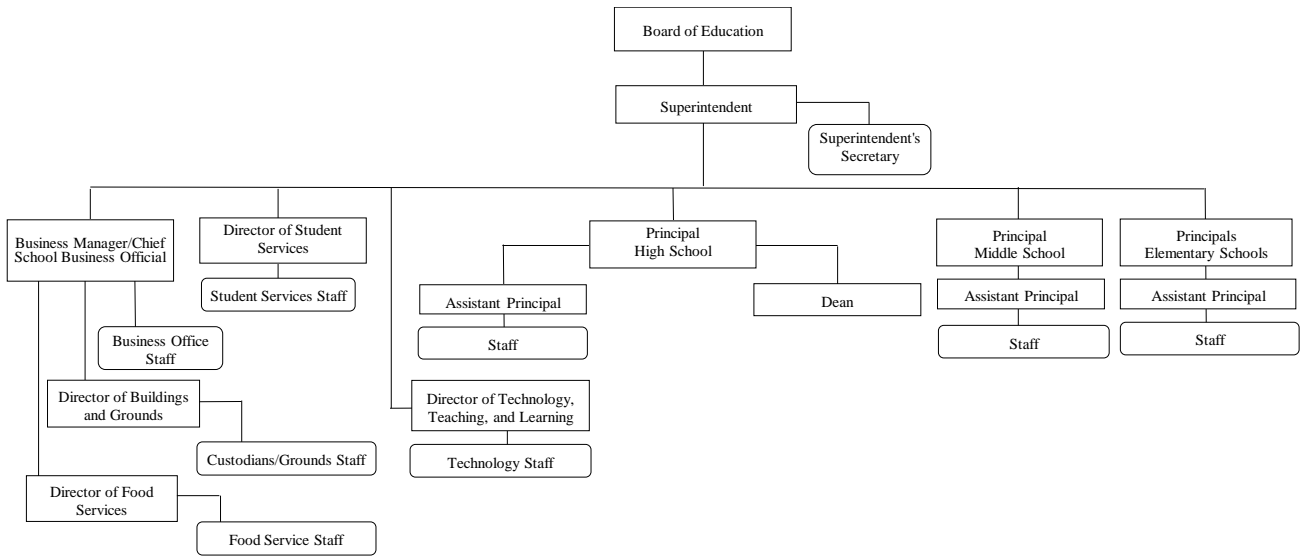 Board of Education
Superintendent
Superintendent's
Secretary
Business Manager/Chief
School Business Official
Director of Student
Services
Principal
High School
Principal
Middle School
Principals
Elementary Schools
Student Services Staff
Assistant Principal
Dean
Assistant Principal
Assistant Principal
Business Office
Staff
Staff
Staff
Staff
Director of Buildings
and Grounds
Director of Technology,
Teaching, and Learning
Custodians/Grounds Staff
Technology Staff
Director of Food
Services
Food Service Staff